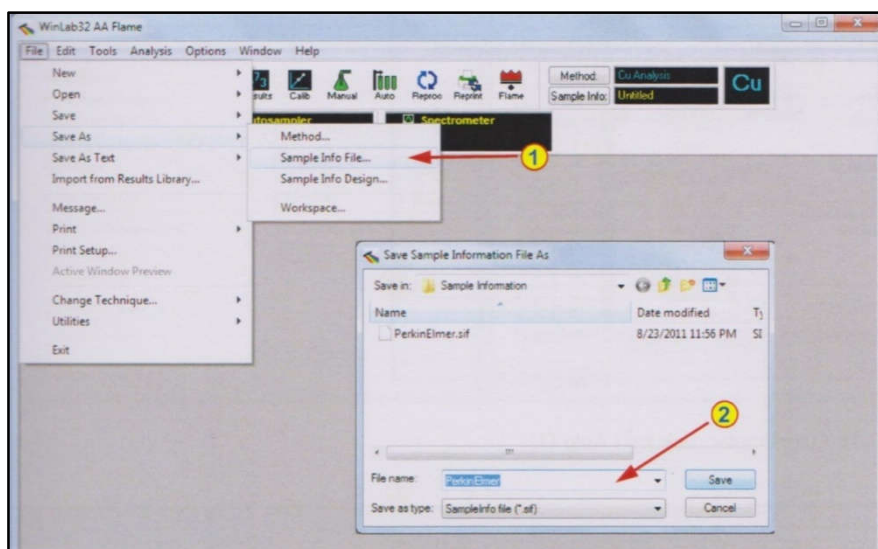 WinLab32 AA Flame
File Edit Tools Analysis Options Window Help
New
Open
Save
Save As
Save As Text
Import from Results Library...
Message...
Print
Print Setup...
Active Window Preview
Change Technique...
Utilities
Exit
Calib Manual Auto Reproc Reprint Flame
Method: Cu Analysis
Sample Info: Untitled
Cu
Spectrometer
Method...
Sample Info File...
Sample Info Design...
Workspace...
1
Save Sample Information File As
Save in: Sample Information
Name Date modified
PerkinElmer.sif 8/23/2011 11:56 PM
2
File name: PerkinElmer Save
Save as type: SampleInfo file (*.sif) Cancel